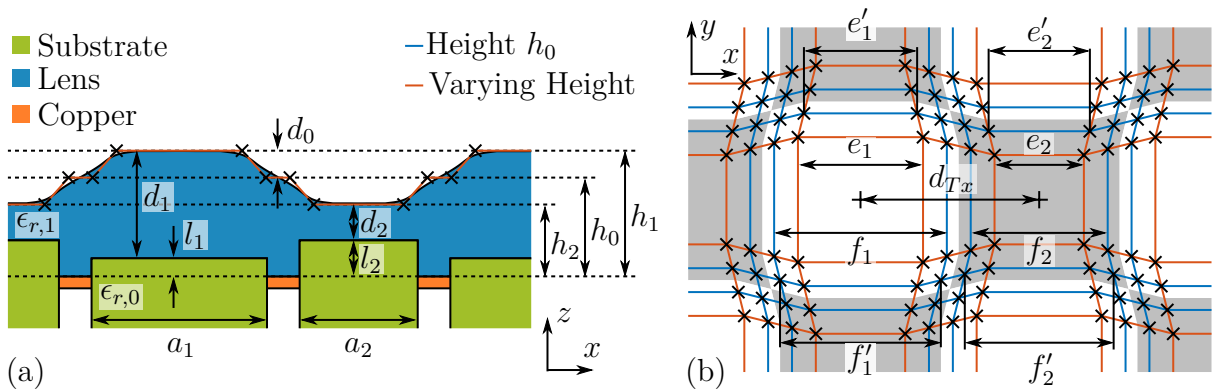 Substrate
Lens
Copper
Height h₀
Varying Height
d₀
d₁
d₂
ϵᵣ,₁
l₁
l₂
h₂
h₀
h₁
ϵᵣ,₀
a₁
a₂
z
x
(a)
y
x
e′₁
e′₂
e₁
e₂
d_Tx
f₁
f₂
f′₁
f′₂
(b)